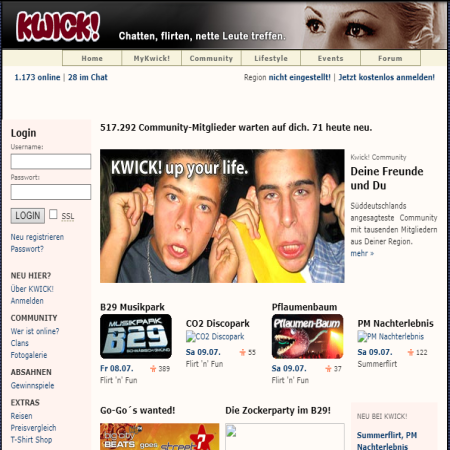 KWICK!
Chatten, flirten, nette Leute treffen.
Home MyKwick! Community Lifestyle Events Forum
1.173 online | 28 im Chat
Region nicht eingestellt! | Jetzt kostenlos anmelden!
Login
Username:
Passwort:
LOGIN SSL
Neu registrieren
Passwort?
NEU HIER?
Über KWICK!
Anmelden
COMMUNITY
Wer ist online?
Clans
Fotogalerie
ABSAHNEN
Gewinnspiele
EXTRAS
Reisen
Preisvergleich
T-Shirt Shop
517.292 Community-Mitglieder warten auf dich. 71 heute neu.
KWICK! up your life.
Kwick! Community
Deine Freunde
und Du
Süddeutschlands
angesagteste Community
mit tausenden Mitgliedern
aus Deiner Region.
mehr »
B29 Musikpark
MUSIKPARK
B29
Fr 08.07. 389
Flirt 'n' Fun
CO2 Discopark
CO2 Discopark
Sa 09.07. 55
Flirt 'n' Fun
Pflaumenbaum
Pflaumen-Baum
Sa 09.07. 37
Flirt 'n' Fun
PM Nachterlebnis
PM Nachterlebnis
Sa 09.07. 122
Summerflirt
Go-Go´s wanted!
big city
BEATS goes street
?
Die Zockerparty im B29!
NEU BEI KWICK!
Summerflirt, PM
Nachterlebnis